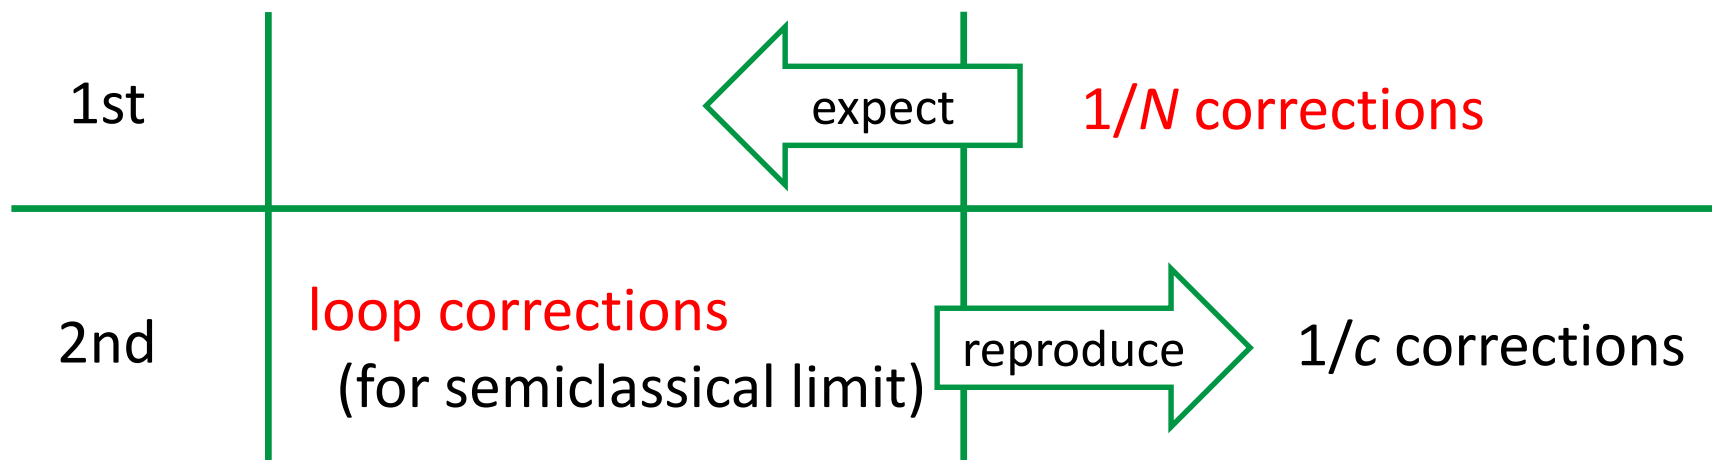 1st
expect
1/N corrections
2nd
loop corrections
(for semiclassical limit)
reproduce
1/c corrections